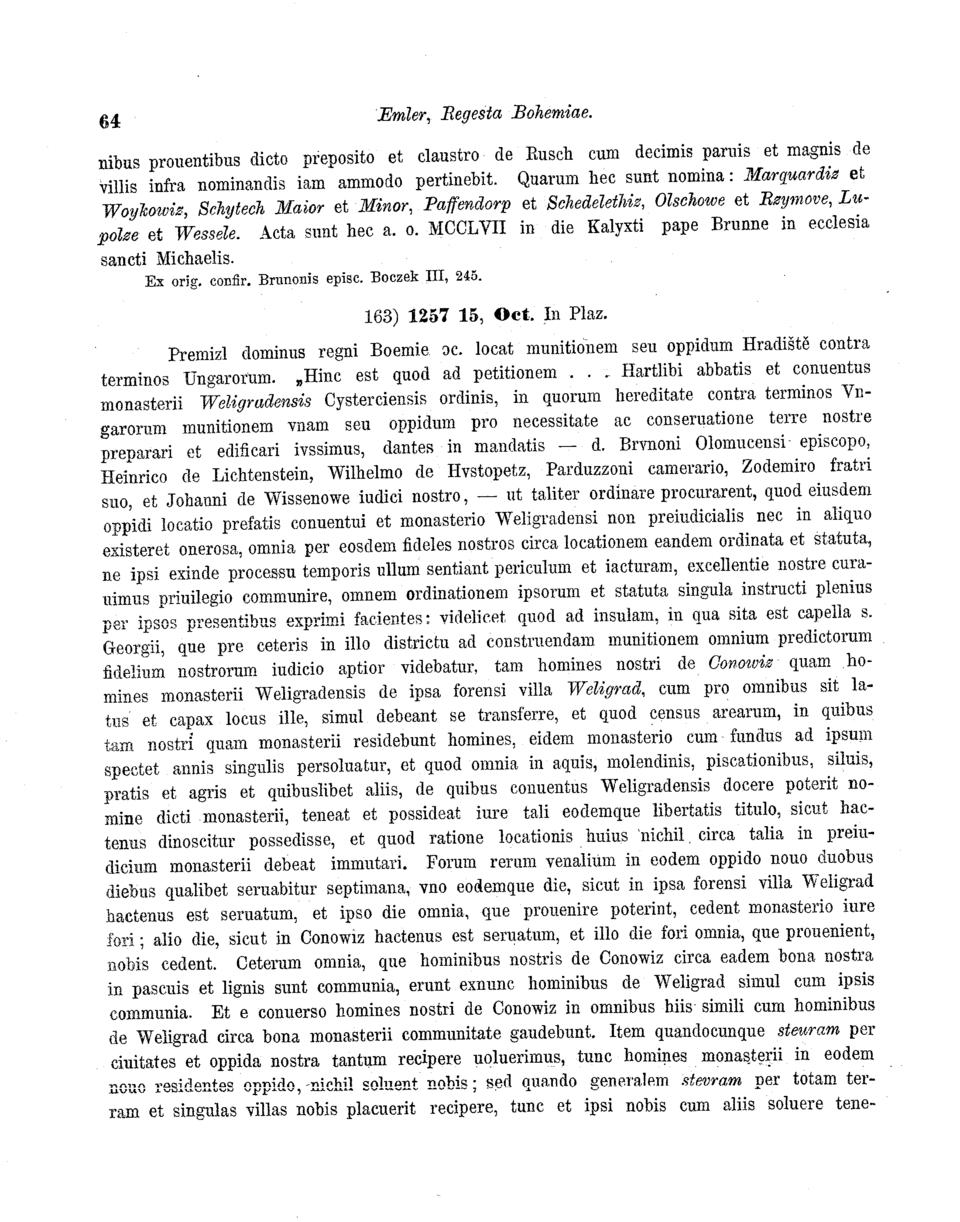 64
Emler, Regesta Bohemiae.
nibus prouentibus dicto preposito et claustro de Rusch cum decimis paruis et magnis de
villis infra nominandis iam ammodo pertinebit. Quarum hec sunt nomina: Marquardiz et
Woykowiz, Schytech Maior et Minor, Paffendorp et Schedelethiz, Olschowe et Rzymove, Lu-
polze et Wessele. Acta sunt hec a. o. MCCLVII in die Kalyxti pape Brunne in ecclesia
sancti Michaelis.
Ex orig. confir. Brunonis episc. Boczek III, 245.
163) 1257 15, Oct. In Plaz.
Premizl dominus regni Boemie ɔc. locat munitionem seu oppidum Hradiště contra
terminos Ungarorum. „Hinc est quod ad petitionem . . . Hartlibi abbatis et conuentus
monasterii Weligradensis Cysterciensis ordinis, in quorum hereditate contra terminos Vn-
garorum munitionem vnam seu oppidum pro necessitate ac conseruatione terre nostre
preparari et edificari ivssimus, dantes in mandatis — d. Brvnoni Olomucensi episcopo,
Heinrico de Lichtenstein, Wilhelmo de Hvstopetz, Parduzzoni camerario, Zodemiro fratri
suo, et Johanni de Wissenowe iudici nostro, — ut taliter ordinare procurarent, quod eiusdem
oppidi locatio prefatis conuentui et monasterio Weligradensi non preiudicialis nec in aliquo
existeret onerosa, omnia per eosdem fideles nostros circa locationem eandem ordinata et statuta,
ne ipsi exinde processu temporis ullum sentiant periculum et iacturam, excellentie nostre cura-
uimus priuilegio communire, omnem ordinationem ipsorum et statuta singula instructi plenius
per ipsos presentibus exprimi facientes: videlicet quod ad insulam, in qua sita est capella s.
Georgii, que pre ceteris in illo districtu ad construendam munitionem omnium predictorum
fidelium nostrorum iudicio aptior videbatur, tam homines nostri de Conowiz quam ho-
mines monasterii Weligradensis de ipsa forensi villa Weligrad, cum pro omnibus sit la-
tus et capax locus ille, simul debeant se transferre, et quod census arearum, in quibus
tam nostri quam monasterii residebunt homines, eidem monasterio cum fundus ad ipsum
spectet annis singulis persoluatur, et quod omnia in aquis, molendinis, piscationibus, siluis,
pratis et agris et quibuslibet aliis, de quibus conuentus Weligradensis docere poterit no-
mine dicti monasterii, teneat et possideat iure tali eodemque libertatis titulo, sicut hac-
tenus dinoscitur possedisse, et quod ratione locationis huius nichil circa talia in preiu-
dicium monasterii debeat immutari. Forum rerum venalium in eodem oppido nouo duobus
diebus qualibet seruabitur septimana, vno eodemque die, sicut in ipsa forensi villa Weligrad
hactenus est seruatum, et ipso die omnia, que prouenire poterint, cedent monasterio iure
fori; alio die, sicut in Conowiz hactenus est seruatum, et illo die fori omnia, que prouenient,
nobis cedent. Ceterum omnia, que hominibus nostris de Conowiz circa eadem bona nostra
in pascuis et lignis sunt communia, erunt exnunc hominibus de Weligrad simul cum ipsis
communia. Et e conuerso homines nostri de Conowiz in omnibus hiis simili cum hominibus
de Weligrad circa bona monasterii communitate gaudebunt. Item quandocunque steuram per
ciuitates et oppida nostra tantum recipere uoluerimus, tunc homines monasterii in eodem
nouo residentes oppido, nichil soluent nobis; sed quando generalem stevram per totam ter-
ram et singulas villas nobis placuerit recipere, tunc et ipsi nobis cum aliis soluere tene-